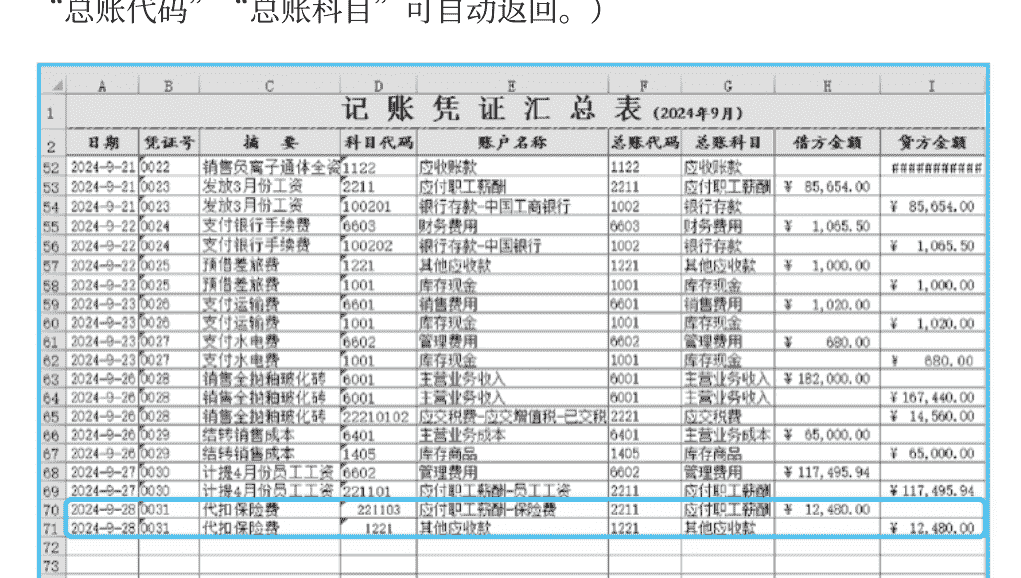 “总账代码”“总账科目”可自动返回。）
A B C D E F G H I
1 记 账 凭 证 汇 总 表 (2024年9月)
2 日期 凭证号 摘 要 科目代码 账户名称 总账代码 总账科目 借方金额 贷方金额
52 2024-9-21 0022 销售负离子通体全瓷 1122 应收账款 1122 应收账款 ###########
53 2024-9-21 0023 发放3月份工资 2211 应付职工薪酬 2211 应付职工薪酬 ¥ 85,654.00
54 2024-9-21 0023 发放3月份工资 100201 银行存款-中国工商银行 1002 银行存款 ¥ 85,654.00
55 2024-9-22 0024 支付银行手续费 6603 财务费用 6603 财务费用 ¥ 1,065.50
56 2024-9-22 0024 支付银行手续费 100202 银行存款-中国银行 1002 银行存款 ¥ 1,065.50
57 2024-9-22 0025 预借差旅费 1221 其他应收款 1221 其他应收款 ¥ 1,000.00
58 2024-9-22 0025 预借差旅费 1001 库存现金 1001 库存现金 ¥ 1,000.00
59 2024-9-23 0026 支付运输费 6601 销售费用 6601 销售费用 ¥ 1,020.00
60 2024-9-23 0026 支付运输费 1001 库存现金 1001 库存现金 ¥ 1,020.00
61 2024-9-23 0027 支付水电费 6602 管理费用 6602 管理费用 ¥ 680.00
62 2024-9-23 0027 支付水电费 1001 库存现金 1001 库存现金 ¥ 680.00
63 2024-9-26 0028 销售全抛釉玻化砖 6001 主营业务收入 6001 主营业务收入 ¥182,000.00
64 2024-9-26 0028 销售全抛釉玻化砖 6001 主营业务收入 6001 主营业务收入 ¥167,440.00
65 2024-9-26 0028 销售全抛釉玻化砖 22210102 应交税费-应交增值税-已交税 2221 应交税费 ¥ 14,560.00
66 2024-9-26 0029 结转销售成本 6401 主营业务成本 6401 主营业务成本 ¥ 65,000.00
67 2024-9-26 0029 结转销售成本 1405 库存商品 1405 库存商品 ¥ 65,000.00
68 2024-9-27 0030 计提4月份员工工资 6602 管理费用 6602 管理费用 ¥117,495.94
69 2024-9-27 0030 计提4月份员工工资 221101 应付职工薪酬-员工工资 2211 应付职工薪酬 ¥117,495.94
70 2024-9-28 0031 代扣保险费 221103 应付职工薪酬-保险费 2211 应付职工薪酬 ¥ 12,480.00
71 2024-9-28 0031 代扣保险费 1221 其他应收款 1221 其他应收款 ¥ 12,480.00
72
73